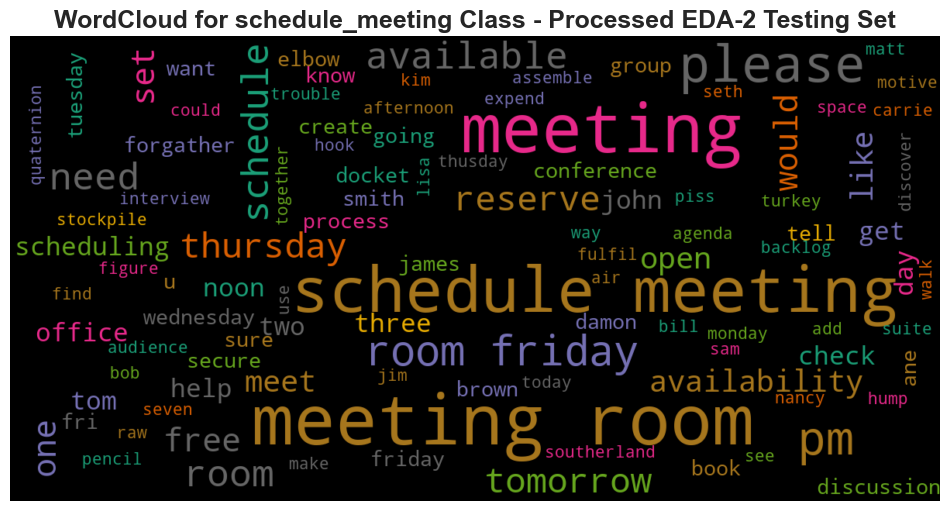 WordCloud for schedule_meeting Class - Processed EDA-2 Testing Set
quaternion
tuesday
set
want
could
forgather
need
interview
schedule
elbow
know
trouble
create
hook
together
kim
afternoon
going
docket
smith
lisa
available
assemble
expend
meeting
thusday
conference
group
please
seth
would
space
matt
motive
carrie
like
discover
stockpile
scheduling
thursday
process
reserve
john
piss
turkey
way
agenda
tell
backlog
get
day
walk
figure
find
u
noon
use
james
fulfil
air
open
schedule meeting
wednesday
two
three
damon
bill
monday
add
suite
office
audience
sure
secure
room friday
sam
check
ane
bob
tom
help
meet
jim
brown
today
availability
nancy
hump
one
fri
seven
raw
free
meeting room
pm
pencil
room
make
friday
southerland
tomorrow
book
see
discussion